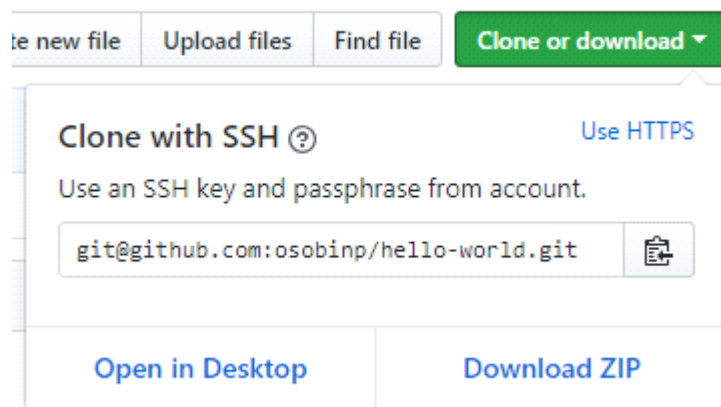 te new file Upload files Find file Clone or download
Clone with SSH Use HTTPS
Use an SSH key and passphrase from account.
git@github.com:osobinp/hello-world.git
Open in Desktop Download ZIP